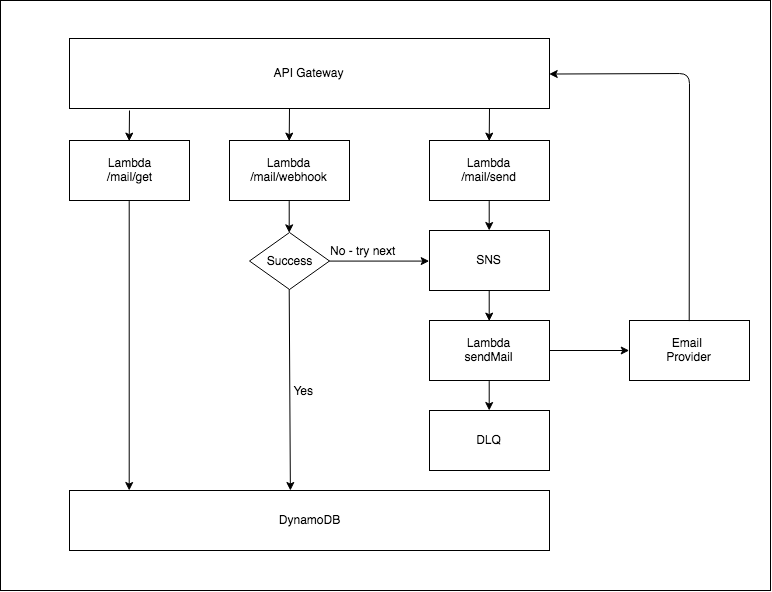 API Gateway
Lambda
/mail/get
Lambda
/mail/webhook
Lambda
/mail/send
Success
No - try next
SNS
Lambda
sendMail
Email
Provider
Yes
DLQ
DynamoDB